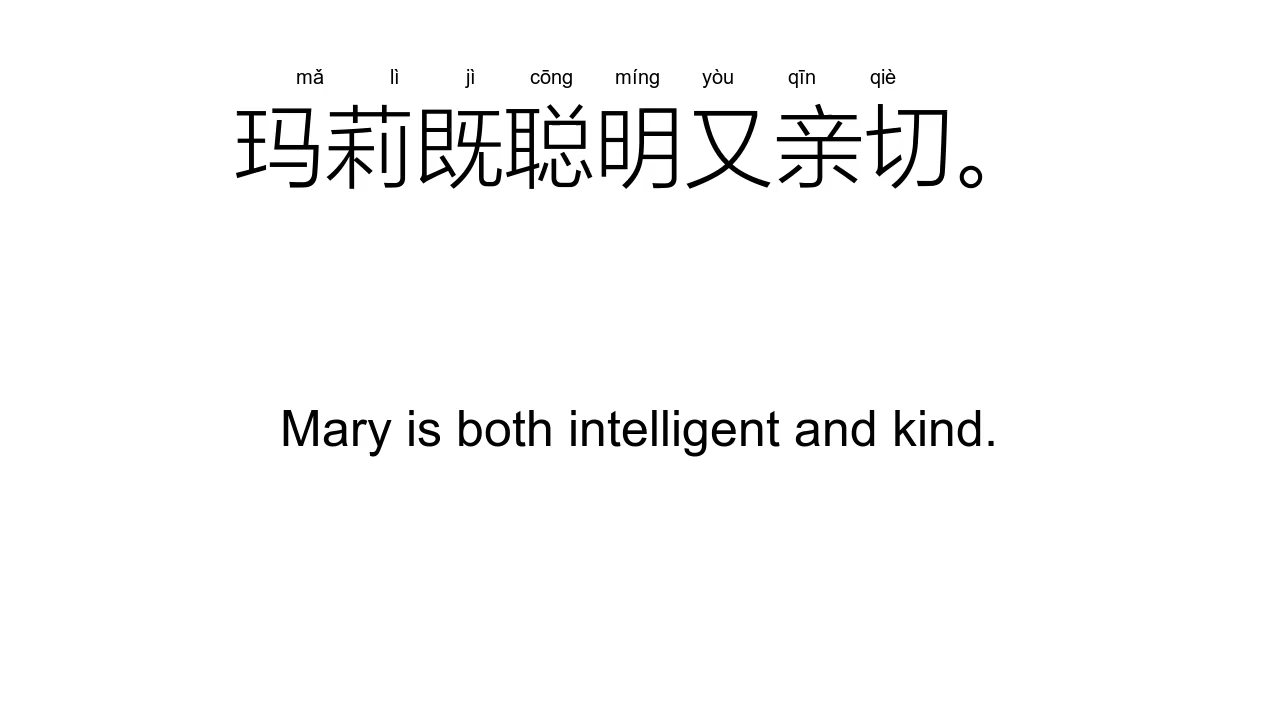 mǎ lì jì cōng míng yòu qīn qiè
玛莉既聪明又亲切。
Mary is both intelligent and kind.